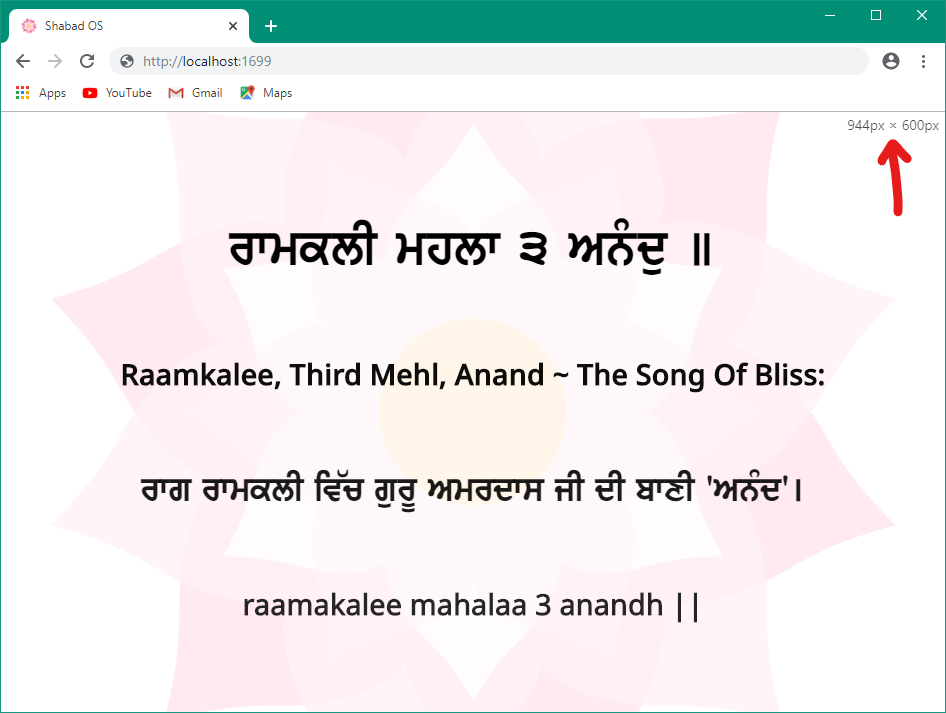 Shabad OS
http://localhost:1699
Apps YouTube Gmail Maps
944px × 600px
ਰਾਮਕਲੀ ਮਹਲਾ ੩ ਅਨੰਦੁ ॥
Raamkalee, Third Mehl, Anand ~ The Song Of Bliss:
ਰਾਗ ਰਾਮਕਲੀ ਵਿੱਚ ਗੁਰੂ ਅਮਰਦਾਸ ਜੀ ਦੀ ਬਾਣੀ 'ਅਨੰਦ'।
raamakalee mahalaa 3 anandh ||